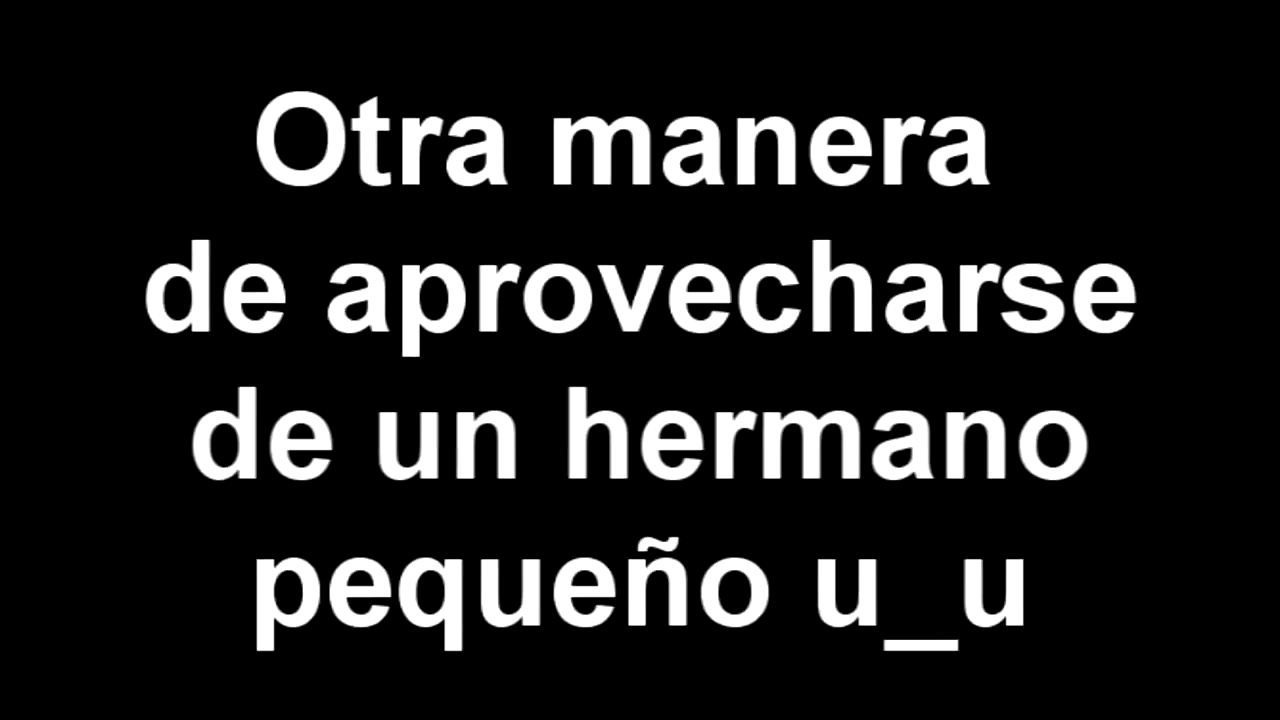 Otra manera
de aprovecharse
de un hermano
pequeño u_u